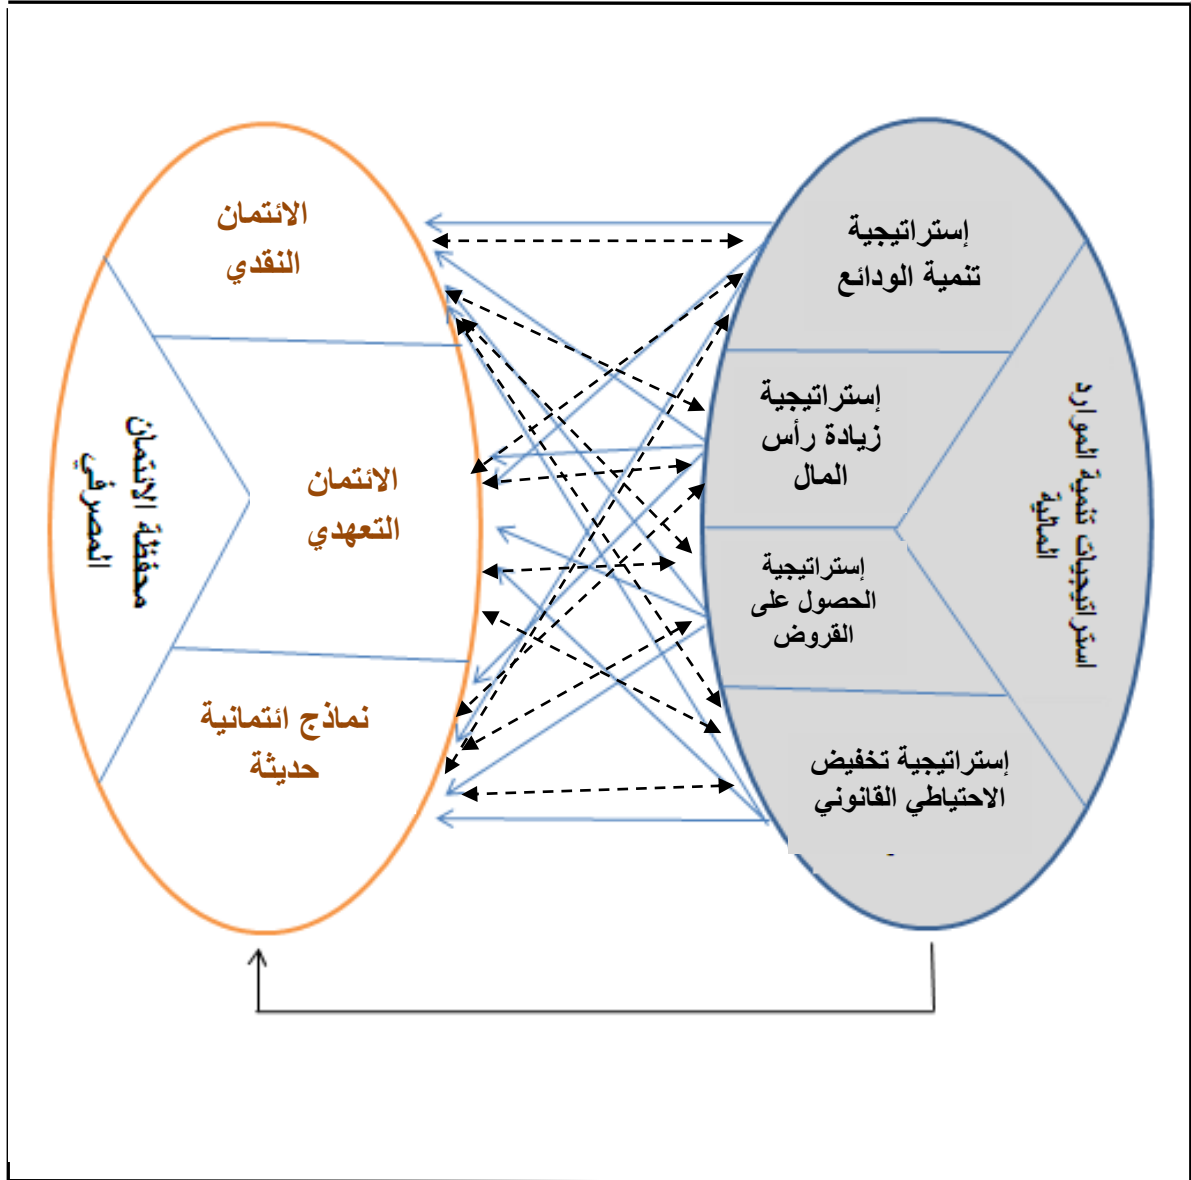 إستراتيجية
تنمية الودائع
إستراتيجية
زيادة رأس
المال
إستراتيجية
الحصول على
القروض
إستراتيجية تخفيض
الاحتياطي القانوني
استراتيجيات تنمية الموارد
المالية
الائتمان
النقدي
الائتمان
التعهدي
نماذج ائتمانية
حديثة
محفظة الائتمان
المصرفي